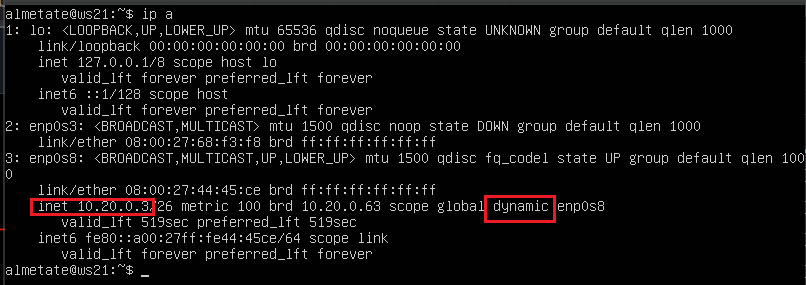 almetate@ws21:~$ ip a
1: lo: <LOOPBACK,UP,LOWER_UP> mtu 65536 qdisc noqueue state UNKNOWN group default qlen 1000
link/loopback 00:00:00:00:00:00 brd 00:00:00:00:00:00
inet 127.0.0.1/8 scope host lo
valid_lft forever preferred_lft forever
inet6 ::1/128 scope host
valid_lft forever preferred_lft forever
2: enp0s3: <BROADCAST,MULTICAST> mtu 1500 qdisc noop state DOWN group default qlen 1000
link/ether 08:00:27:68:f3:f8 brd ff:ff:ff:ff:ff:ff
3: enp0s8: <BROADCAST,MULTICAST,UP,LOWER_UP> mtu 1500 qdisc fq_codel state UP group default qlen 100
0
link/ether 08:00:27:44:45:ce brd ff:ff:ff:ff:ff:ff
inet 10.20.0.3/26 metric 100 brd 10.20.0.63 scope global dynamic enp0s8
valid_lft 519sec preferred_lft 519sec
inet6 fe80::a00:27ff:fe44:45ce/64 scope link
valid_lft forever preferred_lft forever
almetate@ws21:~$ _